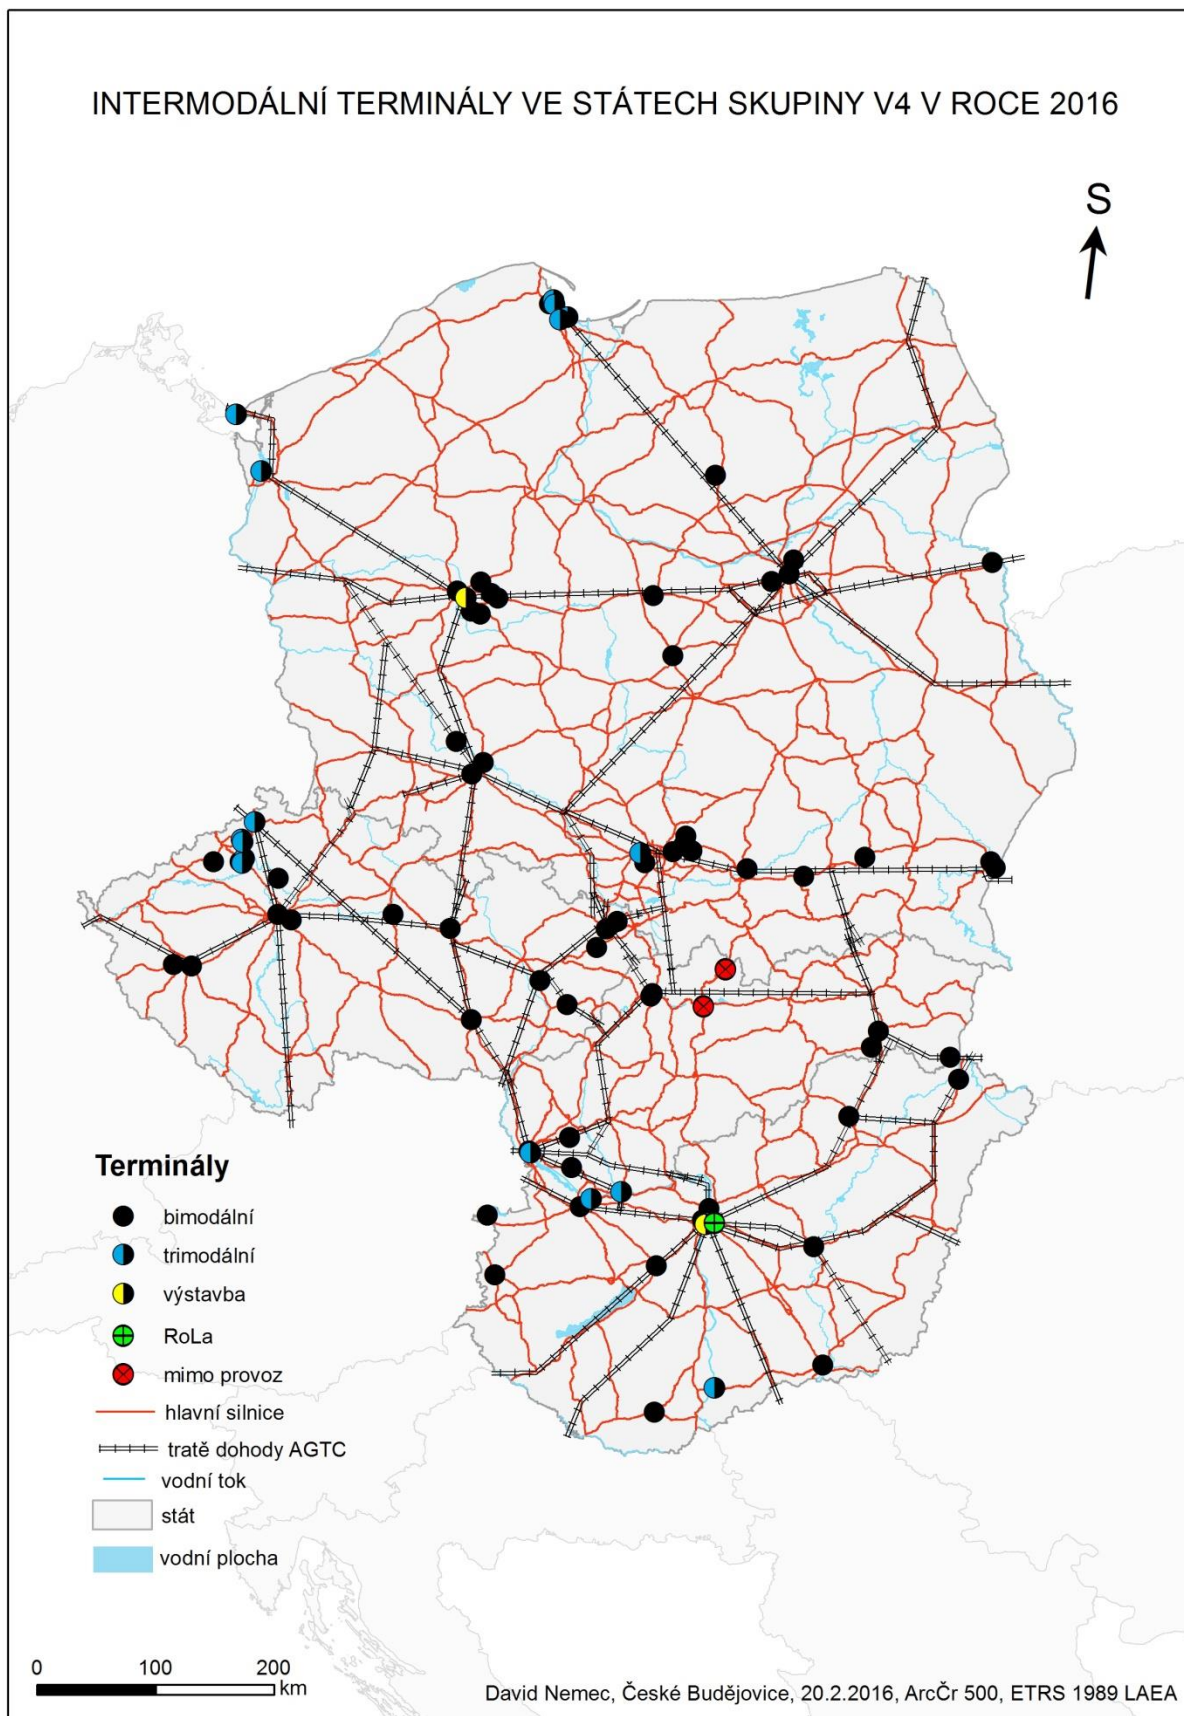 INTERMODÁLNÍ TERMINÁLY VE STÁTECH SKUPINY V4 V ROCE 2016
S
Terminály
bimodální
trimodální
výstavba
RoLa
mimo provoz
hlavní silnice
tratě dohody AGTC
vodní tok
stát
vodní plocha
0 100 200
km
David Nemec, České Budějovice, 20.2.2016, ArcČr 500, ETRS 1989 LAEA